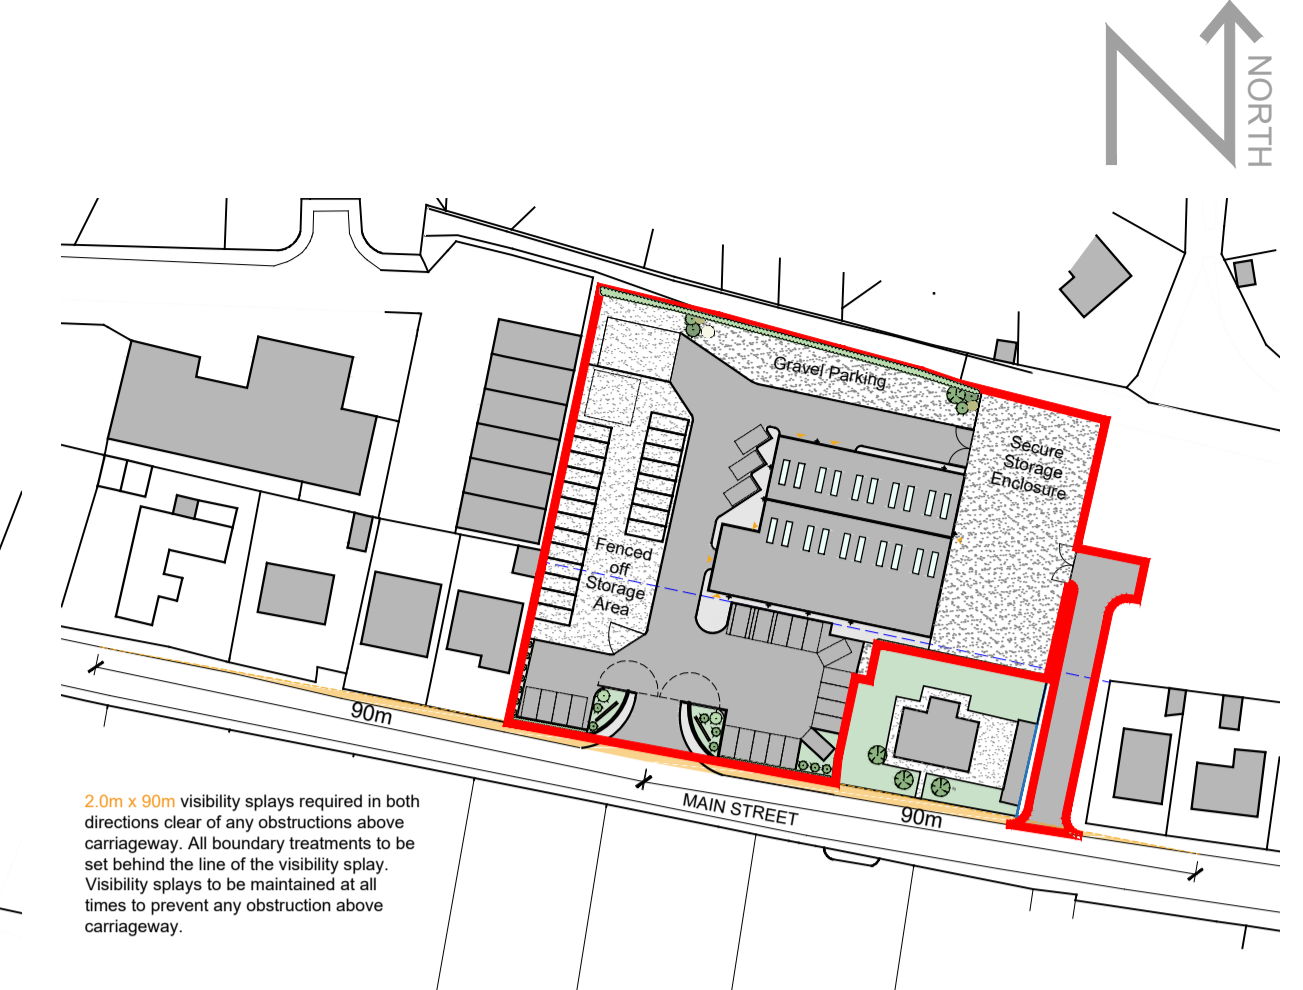 NORTH
Gravel Parking
Secure
Storage
Enclosure
Fenced
off
Storage
Area
90m
MAIN STREET
90m
2.0m x 90m visibility splays required in both
directions clear of any obstructions above
carriageway. All boundary treatments to be
set behind the line of the visibility splay.
Visibility splays to be maintained at all
times to prevent any obstruction above
carriageway.